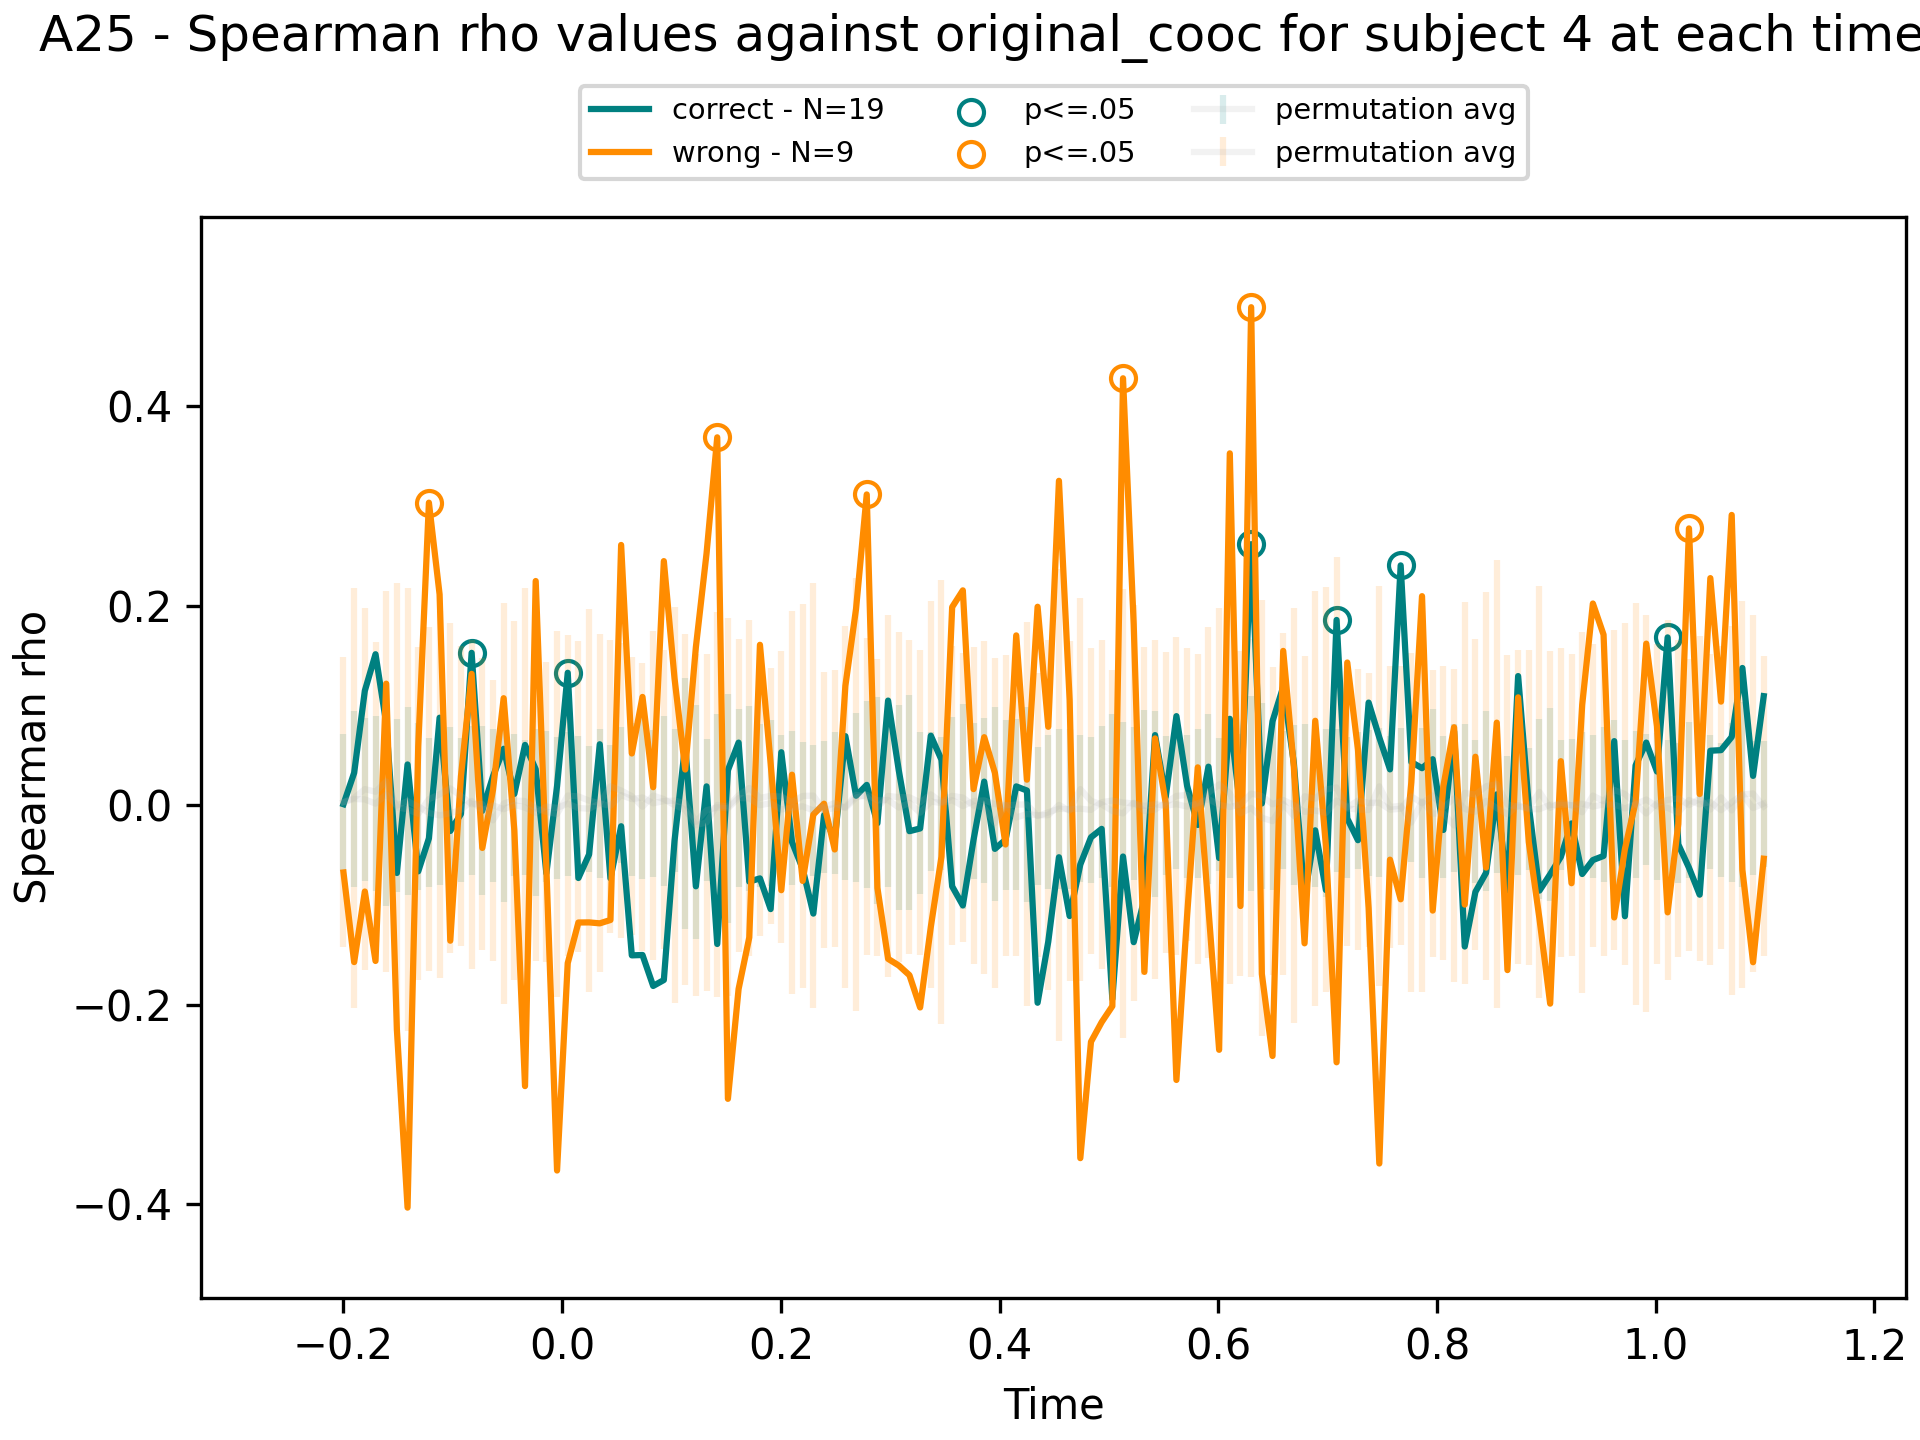 A25 - Spearman rho values against original_cooc for subject 4 at each time
correct - N=19
wrong - N=9
p<=.05
p<=.05
permutation avg
permutation avg
Spearman rho
0.4
0.2
0.0
−0.2
−0.4
−0.2 0.0 0.2 0.4 0.6 0.8 1.0 1.2
Time